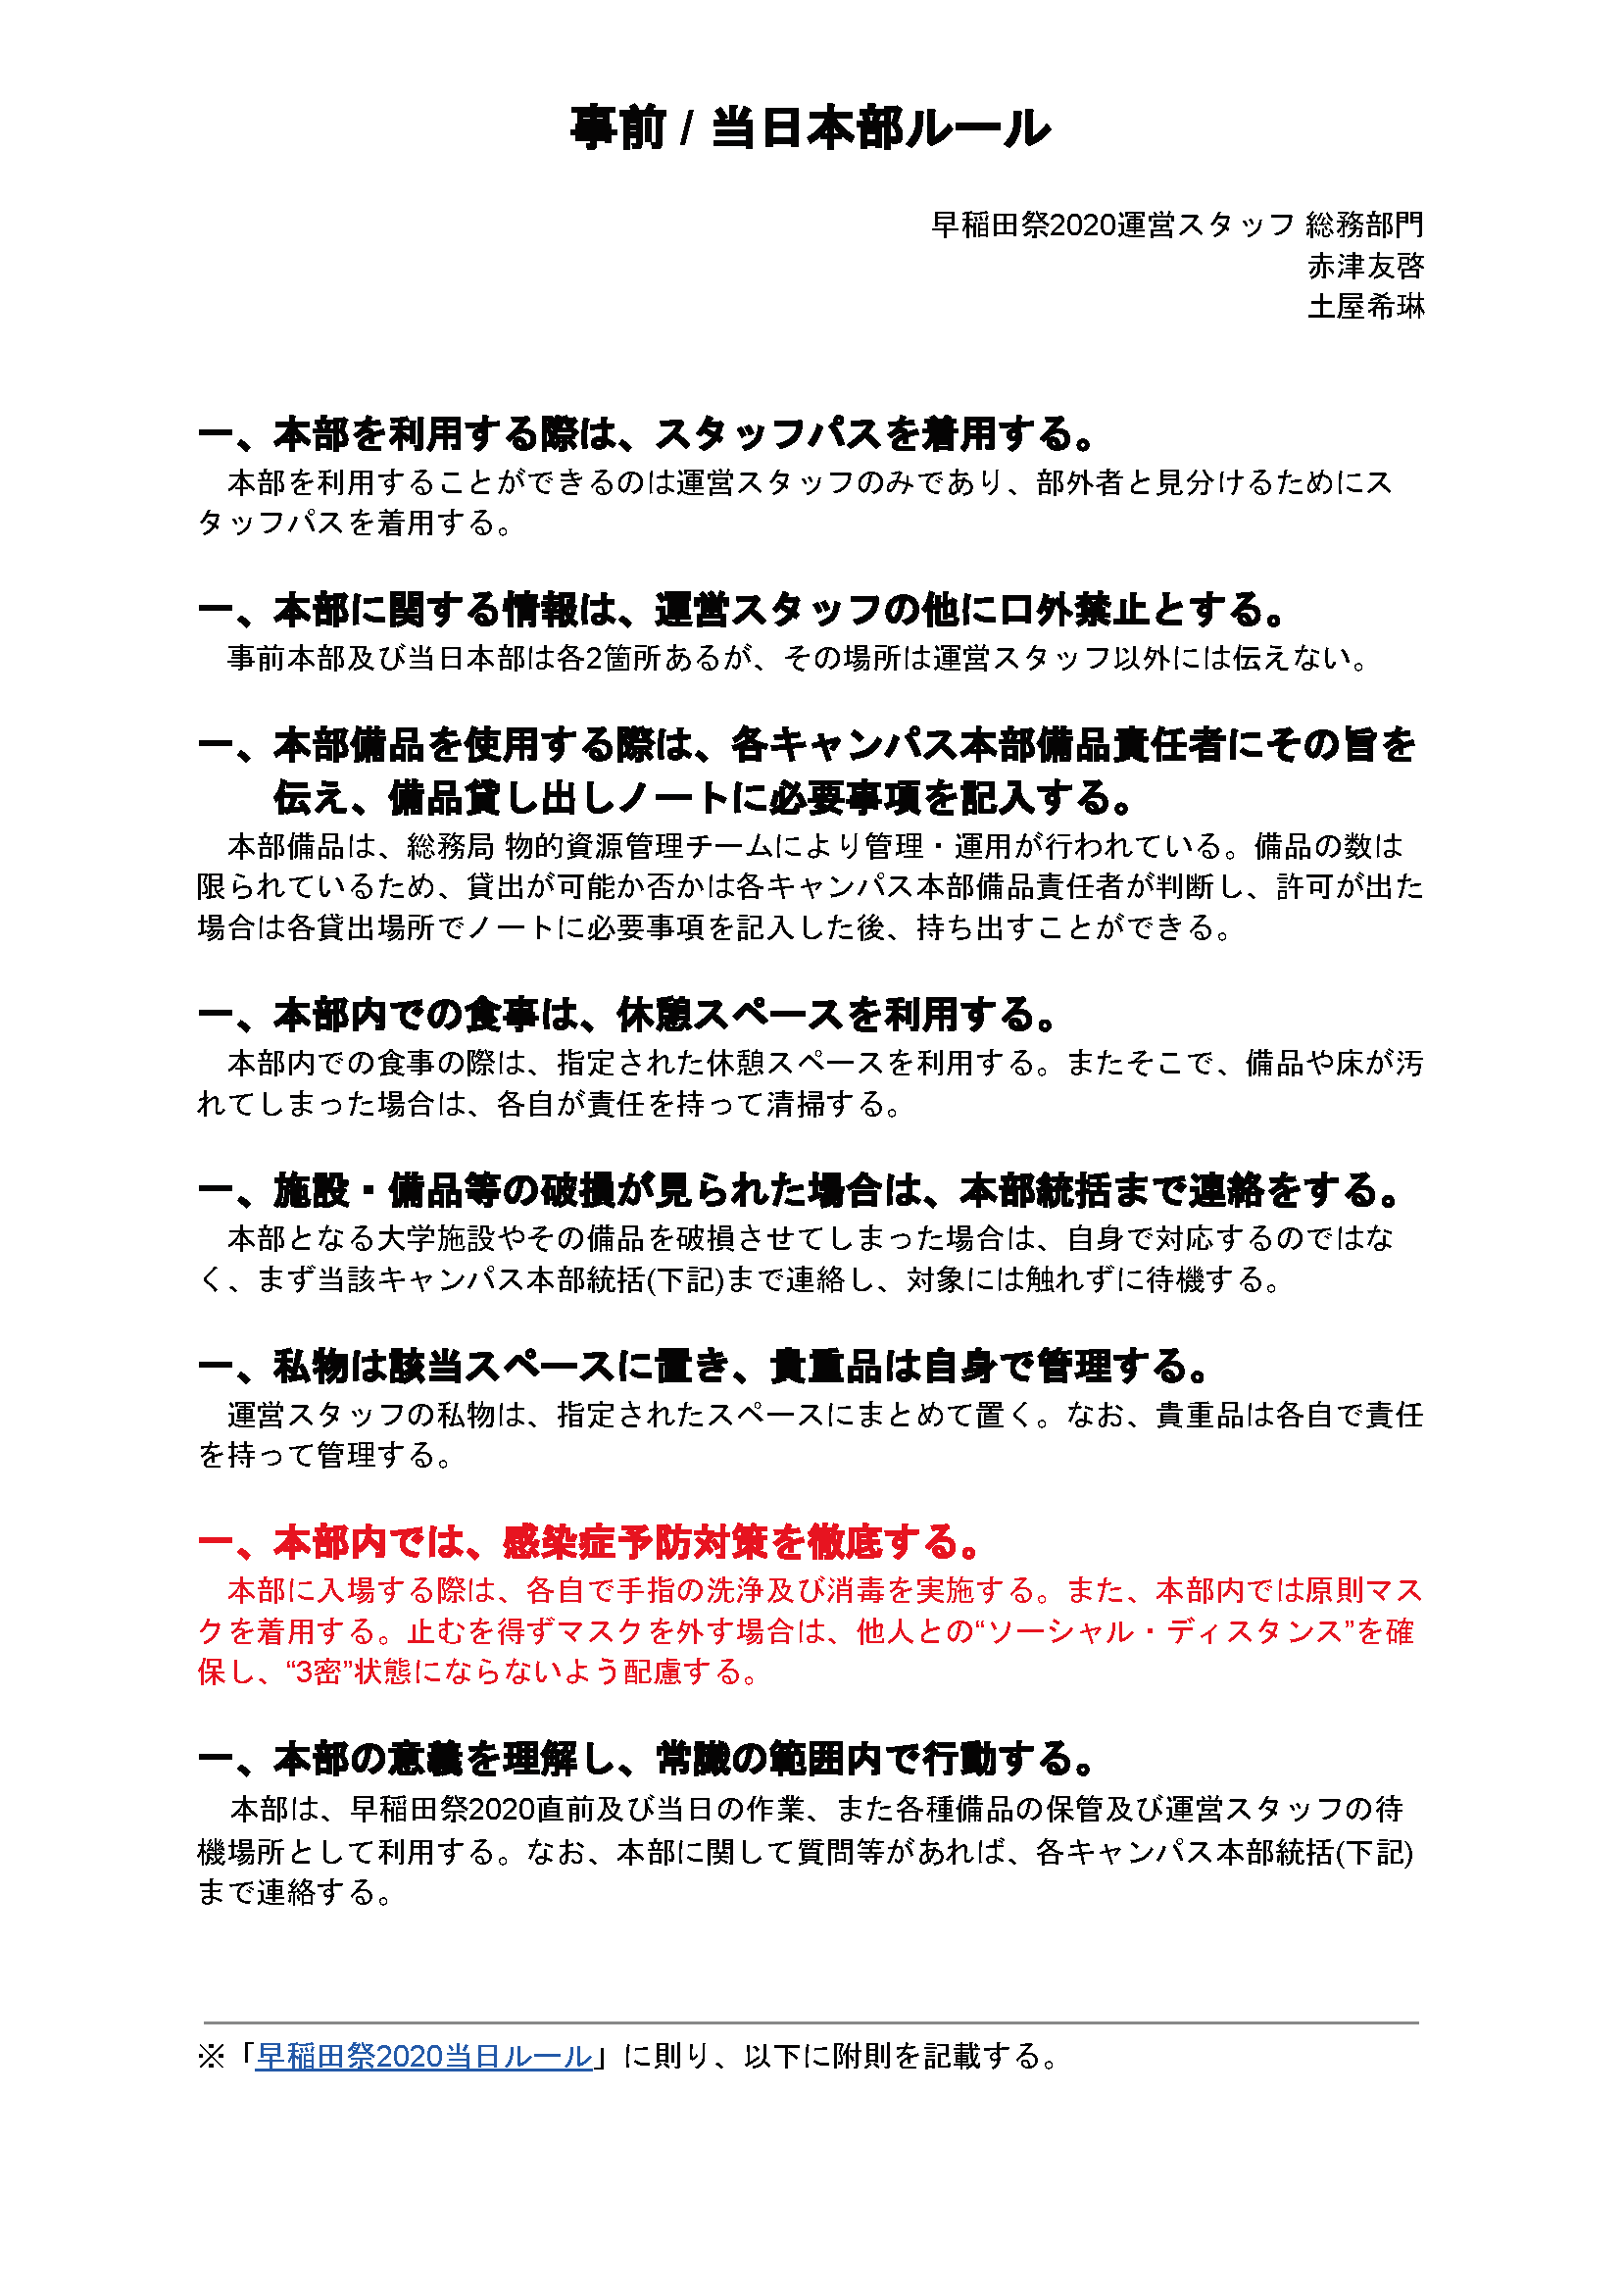 事前 / 当日本部ルール
早稲田祭2020運営スタッフ 総務部門
赤津友啓
土屋希琳
一、本部を利用する際は、スタッフパスを着用する。
本部を利用することができるのは運営スタッフのみであり、部外者と見分けるためにス
タッフパスを着用する。
一、本部に関する情報は、運営スタッフの他に口外禁止とする。
事前本部及び当日本部は各2箇所あるが、その場所は運営スタッフ以外には伝えない。
一、本部備品を使用する際は、各キャンパス本部備品責任者にその旨を
伝え、備品貸し出しノートに必要事項を記入する。
本部備品は、総務局 物的資源管理チームにより管理・運用が行われている。備品の数は
限られているため、貸出が可能か否かは各キャンパス本部備品責任者が判断し、許可が出た
場合は各貸出場所でノートに必要事項を記入した後、持ち出すことができる。
一、本部内での食事は、休憩スペースを利用する。
本部内での食事の際は、指定された休憩スペースを利用する。またそこで、備品や床が汚
れてしまった場合は、各自が責任を持って清掃する。
一、施設・備品等の破損が見られた場合は、本部統括まで連絡をする。
本部となる大学施設やその備品を破損させてしまった場合は、自身で対応するのではな
く、まず当該キャンパス本部統括(下記)まで連絡し、対象には触れずに待機する。
一、私物は該当スペースに置き、貴重品は自身で管理する。
運営スタッフの私物は、指定されたスペースにまとめて置く。なお、貴重品は各自で責任
を持って管理する。
一、本部内では、感染症予防対策を徹底する。
本部に入場する際は、各自で手指の洗浄及び消毒を実施する。また、本部内では原則マス
クを着用する。止むを得ずマスクを外す場合は、他人との“ソーシャル・ディスタンス”を確
保し、“3密”状態にならないよう配慮する。
一、本部の意義を理解し、常識の範囲内で行動する。
本部は、早稲田祭2020直前及び当日の作業、また各種備品の保管及び運営スタッフの待
機場所として利用する。なお、本部に関して質問等があれば、各キャンパス本部統括(下記)
まで連絡する。
※「早稲田祭2020当日ルール」に則り、以下に附則を記載する。